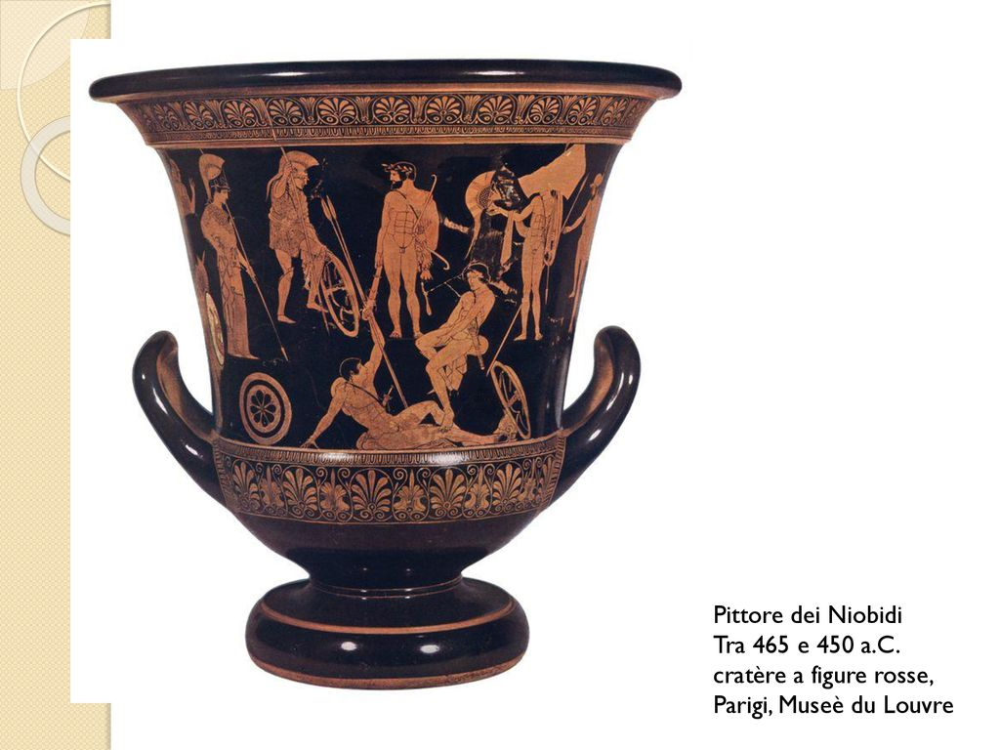 Pittore dei Niobidi
Tra 465 e 450 a.C.
cratère a figure rosse,
Parigi, Museè du Louvre